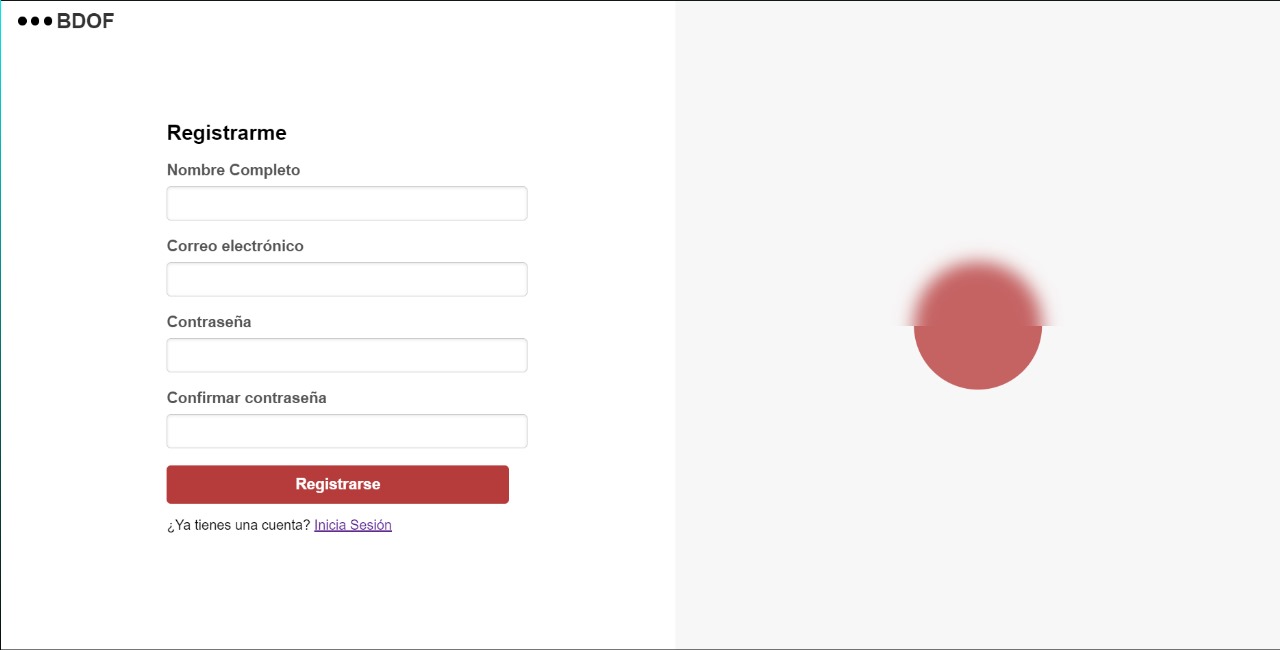 BDOF
Registrarme
Nombre Completo
Correo electrónico
Contraseña
Confirmar contraseña
Registrarse
¿Ya tienes una cuenta? Inicia Sesión